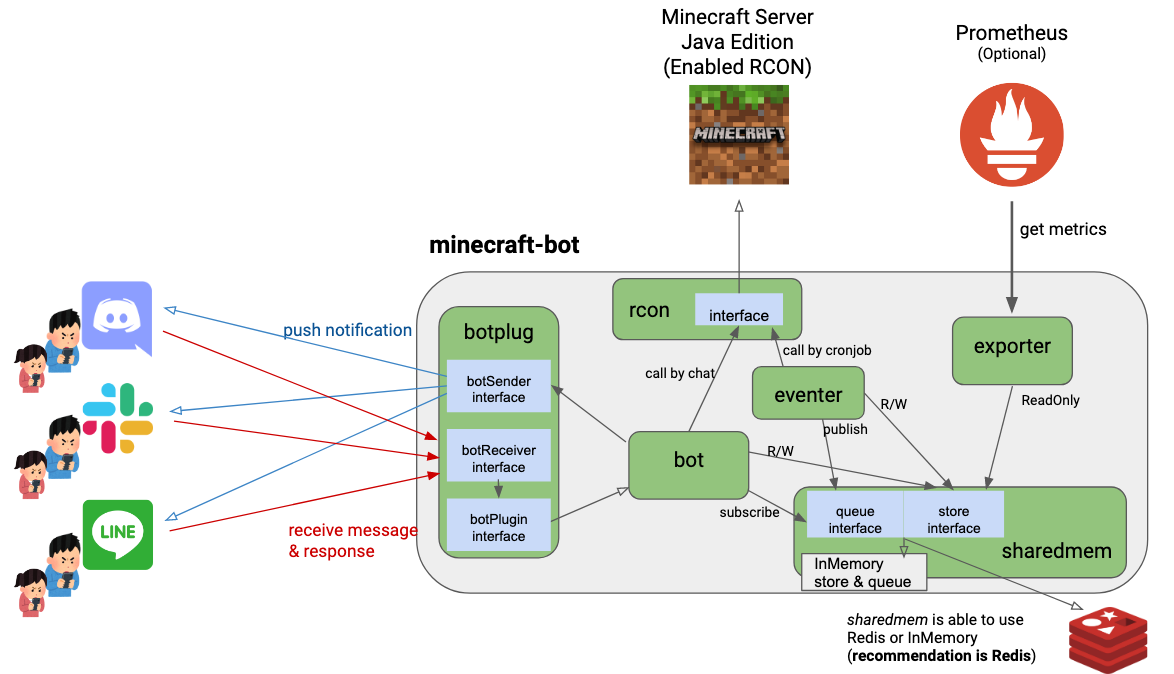 Minecraft Server
Java Edition
(Enabled RCON)
MINECRAFT
Prometheus
(Optional)
get metrics
minecraft-bot
rcon
interface
botplug
push notification
botSender
interface
call by chat
call by cronjob
exporter
eventer
R/W
ReadOnly
publish
botReceiver
interface
bot
R/W
subscribe
botPlugin
interface
queue
interface
store
interface
sharedmem
LINE
receive message
& response
InMemory
store & queue
sharedmem is able to use
Redis or InMemory
(recommendation is Redis)